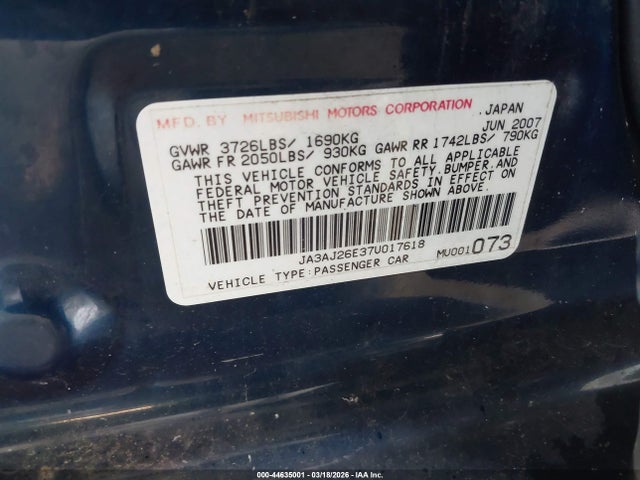 MFD. BY MITSUBISHI MOTORS CORPORATION, JAPAN
JUN 2007
GVWR 3726LBS/ 1690KG
GAWR FR 2050LBS/ 930KG GAWR RR 1742LBS/ 790KG
THIS VEHICLE CONFORMS TO ALL APPLICABLE
FEDERAL MOTOR VEHICLE SAFETY,BUMPER,AND
THEFT PREVENTION STANDARDS IN EFFECT ON
THE DATE OF MANUFACTURE SHOWN ABOVE.
JA3AJ26E37U017618
VEHICLE TYPE:PASSENGER CAR MU001073
000-44635001 - 03/18/2026 - IAA Inc.